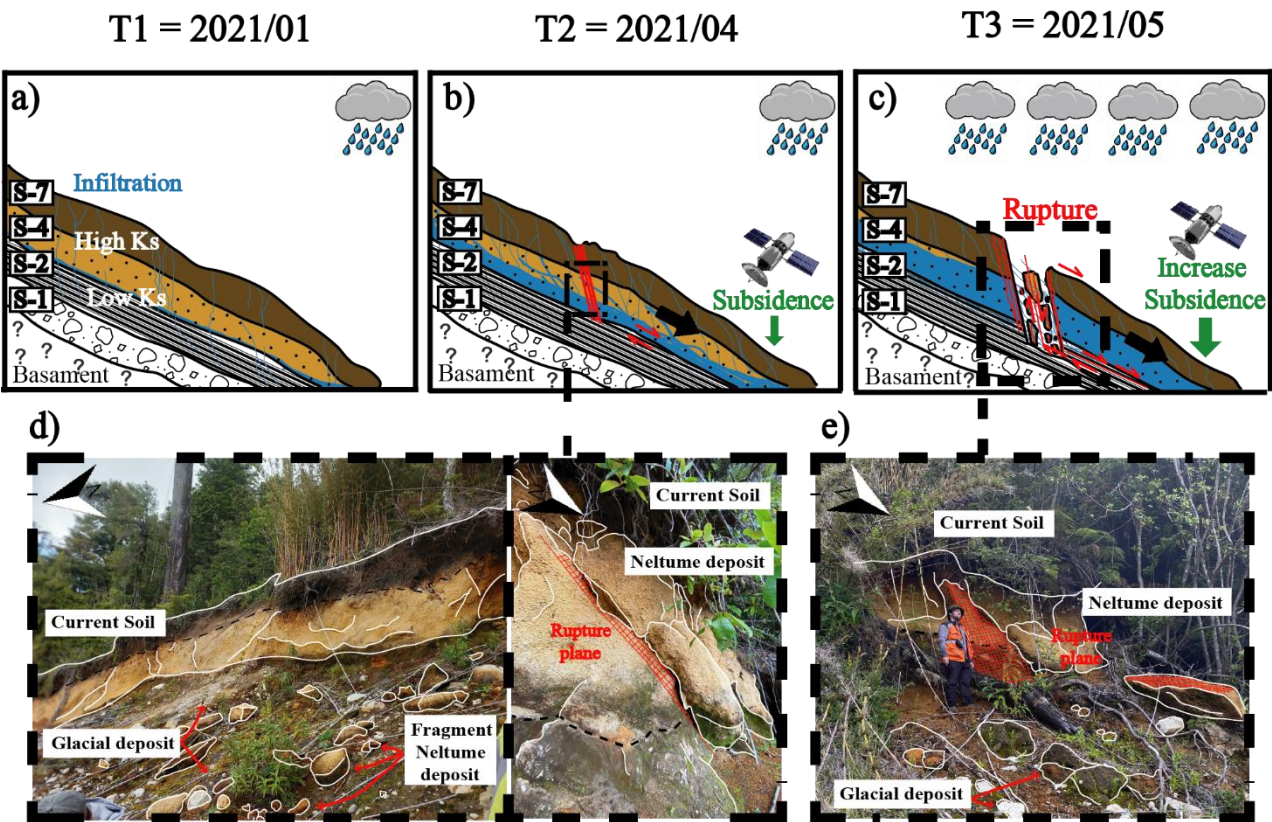 T1 = 2021/01
T2 = 2021/04
T3 = 2021/05
a)
S-7
S-4
S-2
S-1
Infiltration
High Ks
Low Ks
? ? ? ?
Basament
b)
S-7
S-4
S-2
S-1
Subsidence
? ? ? ?
Basament
c)
S-7
S-4
S-2
S-1
Rupture
Increase
Subsidence
? ? ? ?
Basament
d)
Current Soil
Glacial deposit
Fragment
Neltume
deposit
Current Soil
Neltume deposit
Rupture
plane
e)
Current Soil
Neltume deposit
Rupture
plane
Glacial deposit